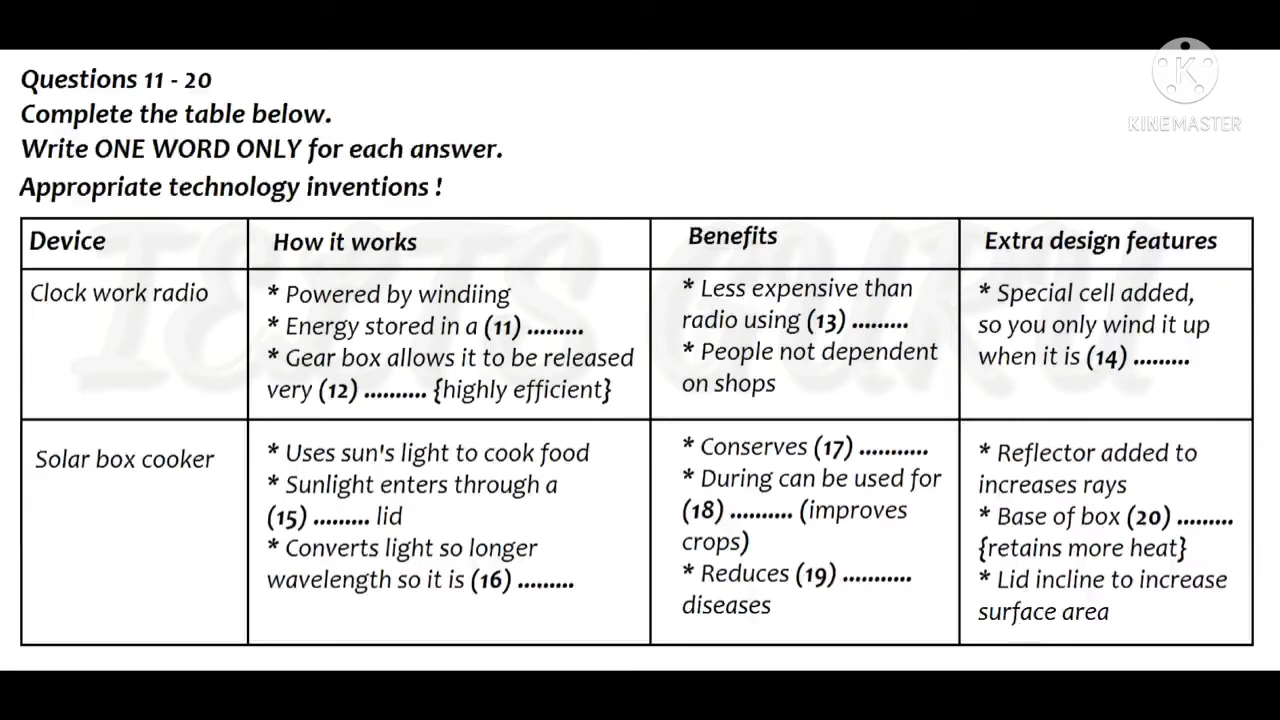 KINEMASTER
Questions 11 - 20
Complete the table below.
Write ONE WORD ONLY for each answer.
Appropriate technology inventions !
Device
How it works
Benefits
Extra design features
Clock work radio
* Powered by windiing
* Energy stored in a (11) .........
* Gear box allows it to be released
very (12) .......... {highly efficient}
* Less expensive than
radio using (13) .........
* People not dependent
on shops
* Special cell added,
so you only wind it up
when it is (14) .........
Solar box cooker
* Uses sun's light to cook food
* Sunlight enters through a
(15) ......... lid
* Converts light so longer
wavelength so it is (16) .........
* Conserves (17) ...........
* During can be used for
(18) .......... (improves
crops)
* Reduces (19) ...........
diseases
* Reflector added to
increases rays
* Base of box (20) .........
{retains more heat}
* Lid incline to increase
surface area
IELTS GURU